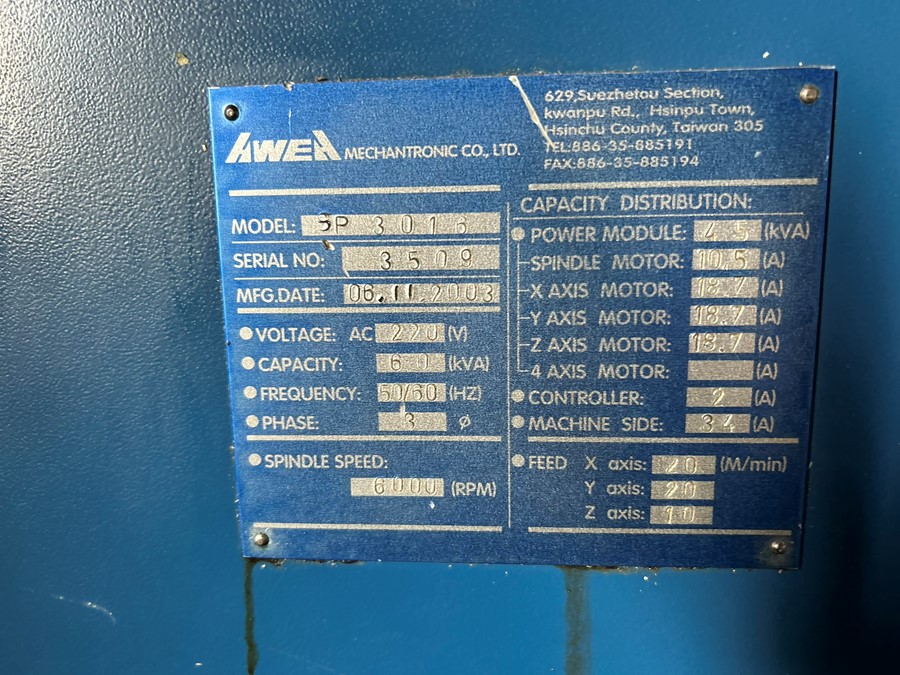 AWEA MECHANTRONIC CO., LTD.
629,Suezhetou Section,
kwanpu Rd., Hsinpu Town,
Hsinchu County, Taiwan 305
TEL:886-35-885191
FAX:886-35-885194
MODEL: SP 3016
SERIAL NO: 3509
MFG.DATE: 06.11.2003
VOLTAGE: AC 220 (V)
CAPACITY: 60 (kVA)
FREQUENCY: 50/60 (HZ)
PHASE: 3 Ø
SPINDLE SPEED:
6000 (RPM)
CAPACITY DISTRIBUTION:
POWER MODULE: 45 (kVA)
SPINDLE MOTOR: 10.5 (A)
X AXIS MOTOR: 18.7 (A)
Y AXIS MOTOR: 18.7 (A)
Z AXIS MOTOR: 18.7 (A)
4 AXIS MOTOR: (A)
CONTROLLER: 2 (A)
MACHINE SIDE: 34 (A)
FEED X axis: 20 (M/min)
Y axis: 20
Z axis: 10